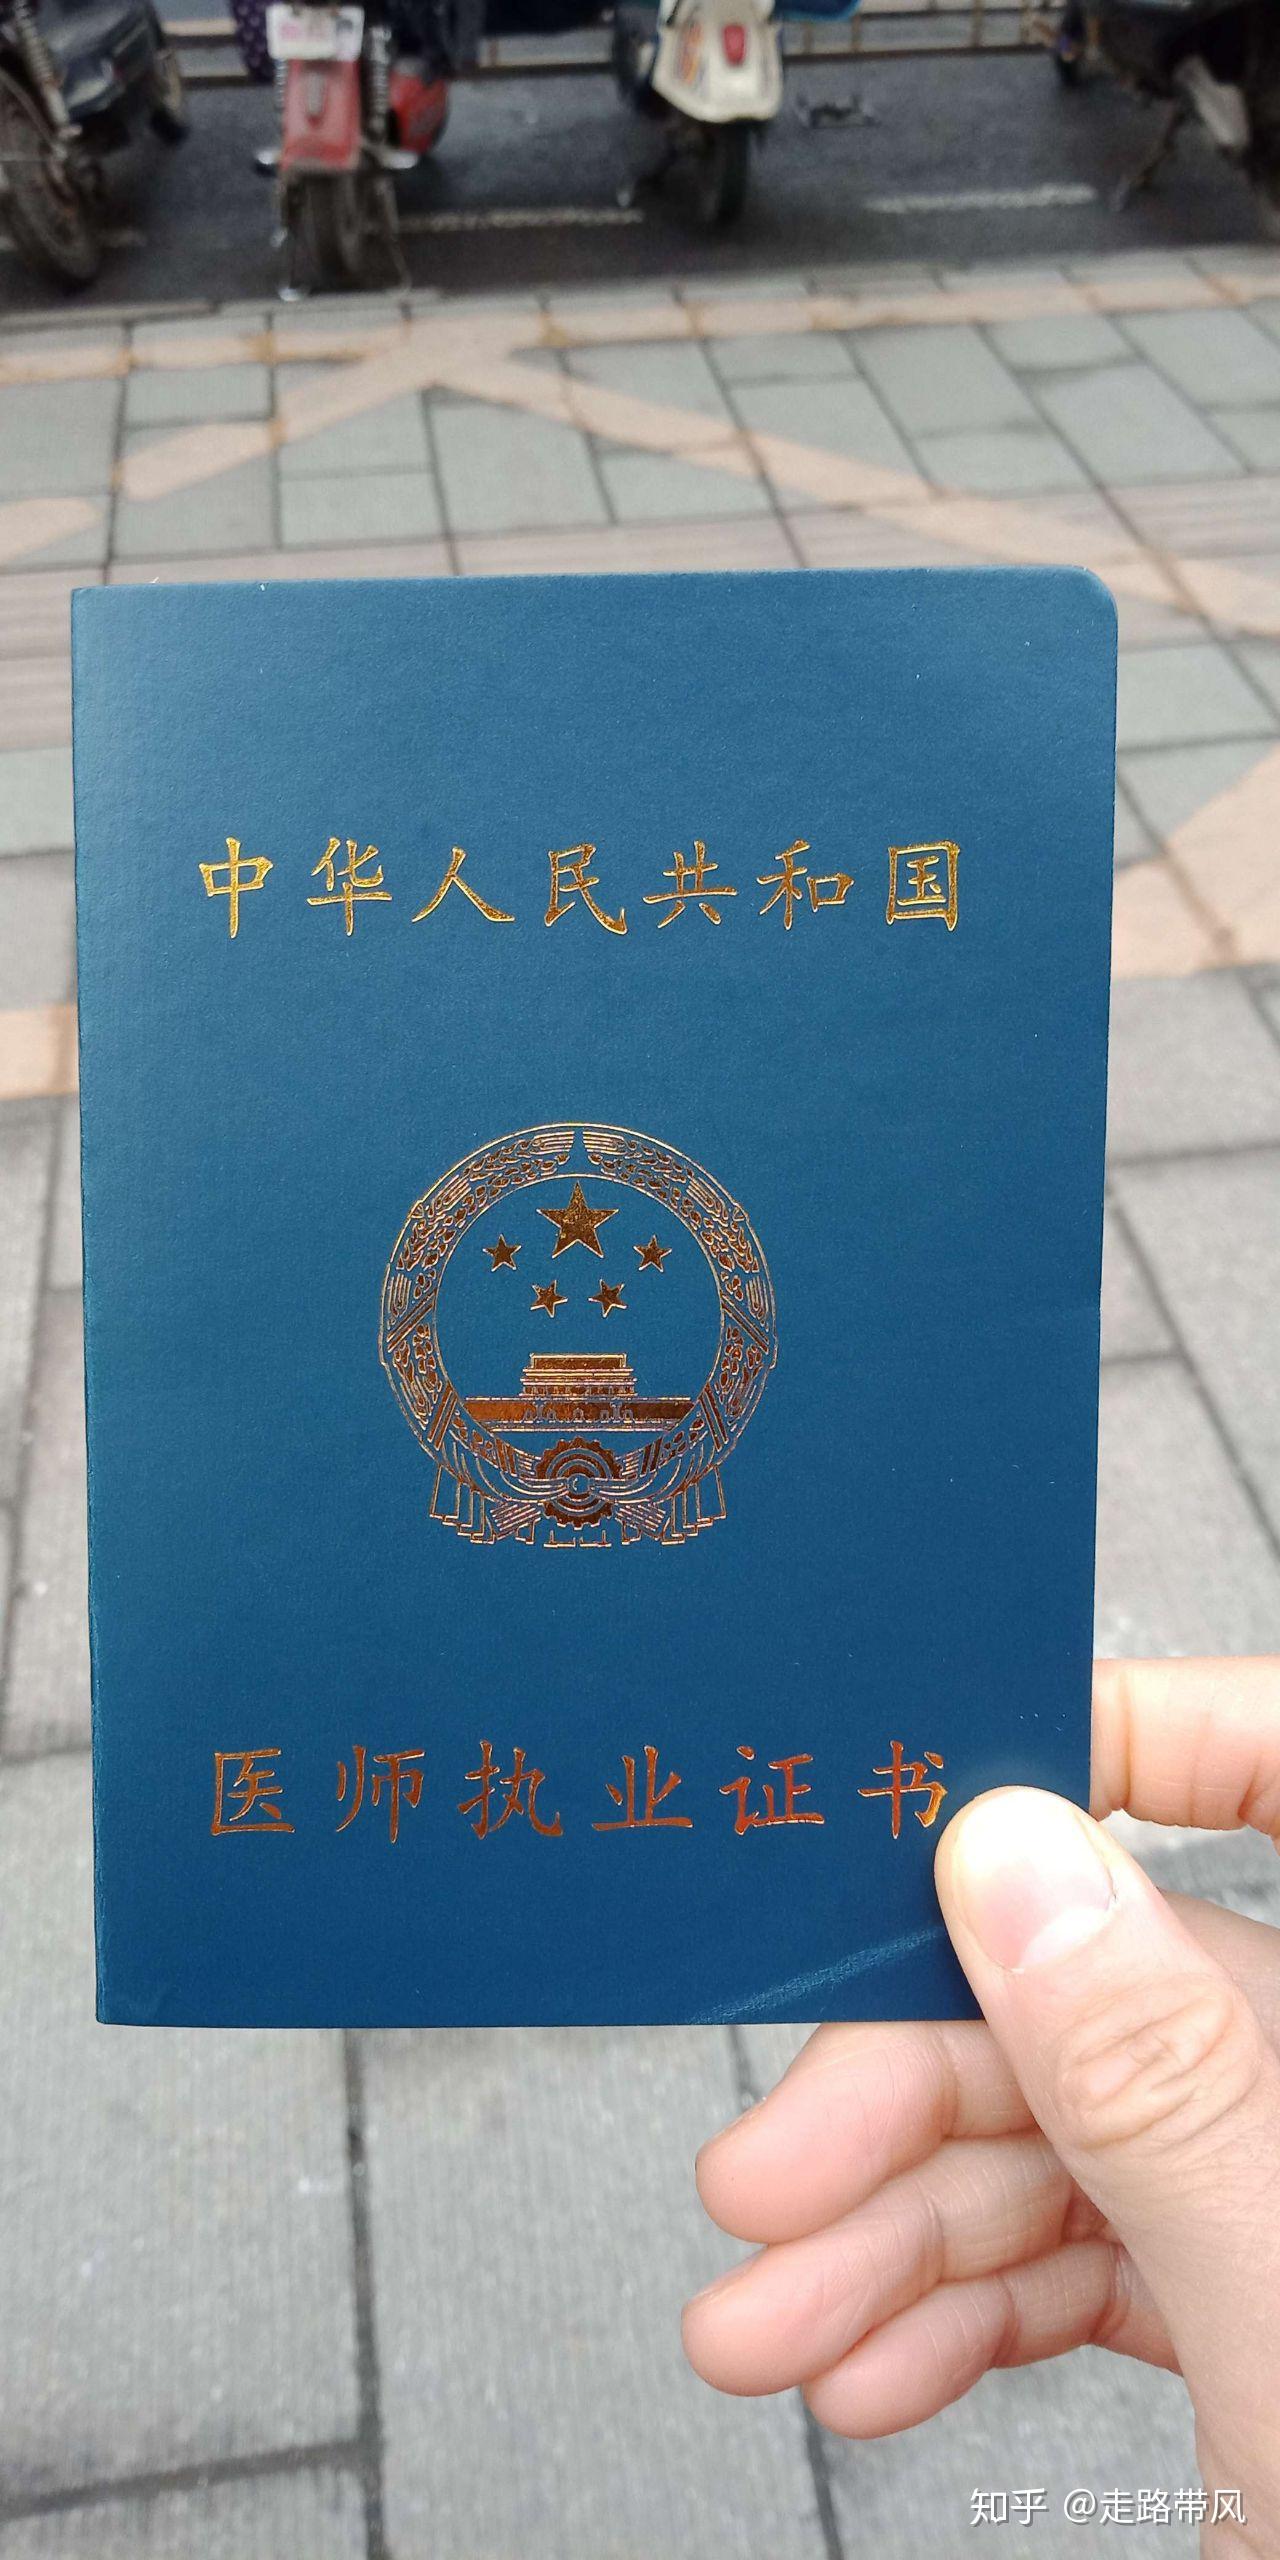 中华人民共和国
医师执业证书
知乎 @走路带风